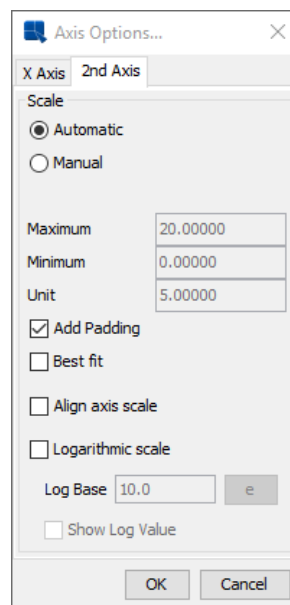 Axis Options...
X Axis 2nd Axis
Scale
Automatic
Manual
Maximum 20.00000
Minimum 0.00000
Unit 5.00000
Add Padding
Best fit
Align axis scale
Logarithmic scale
Log Base 10.0 e
Show Log Value
OK Cancel